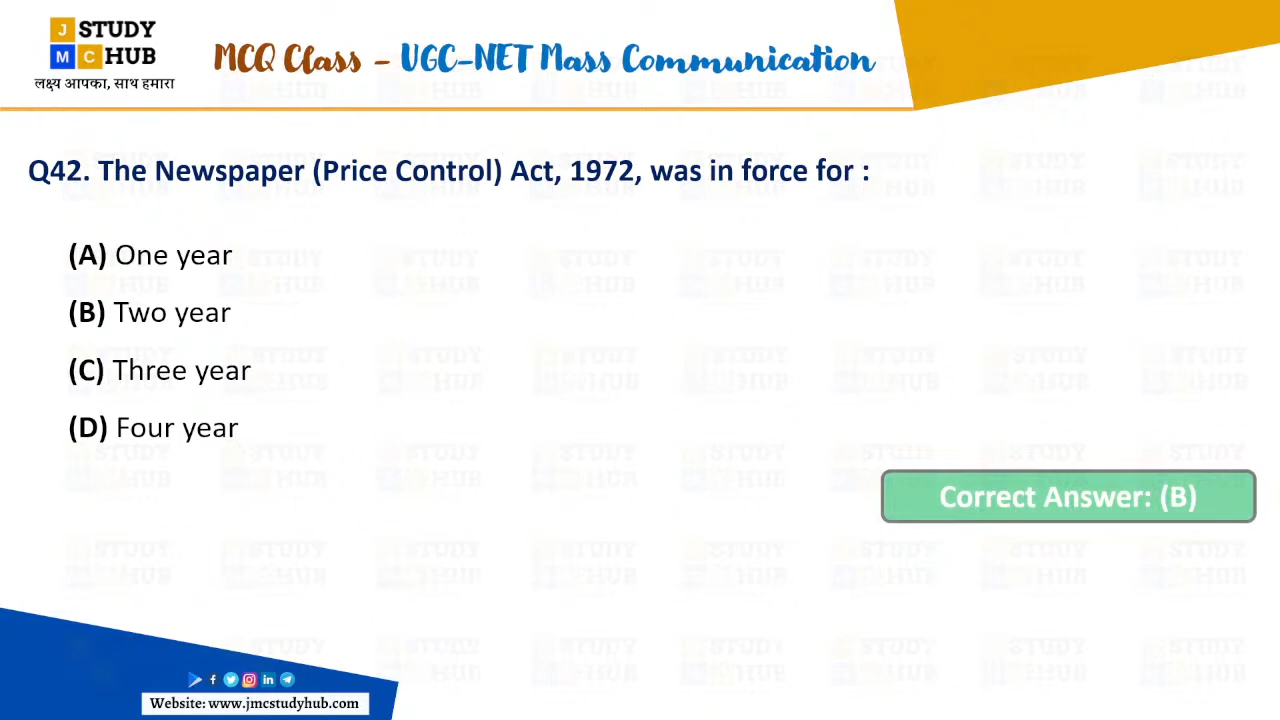 J STUDY
M C HUB
लक्ष्य आपका, साथ हमारा
MCQ Class - UGC-NET Mass Communication
Q42. The Newspaper (Price Control) Act, 1972, was in force for :
(A) One year
(B) Two year
(C) Three year
(D) Four year
Correct Answer: (B)
Website: www.jmcstudyhub.com